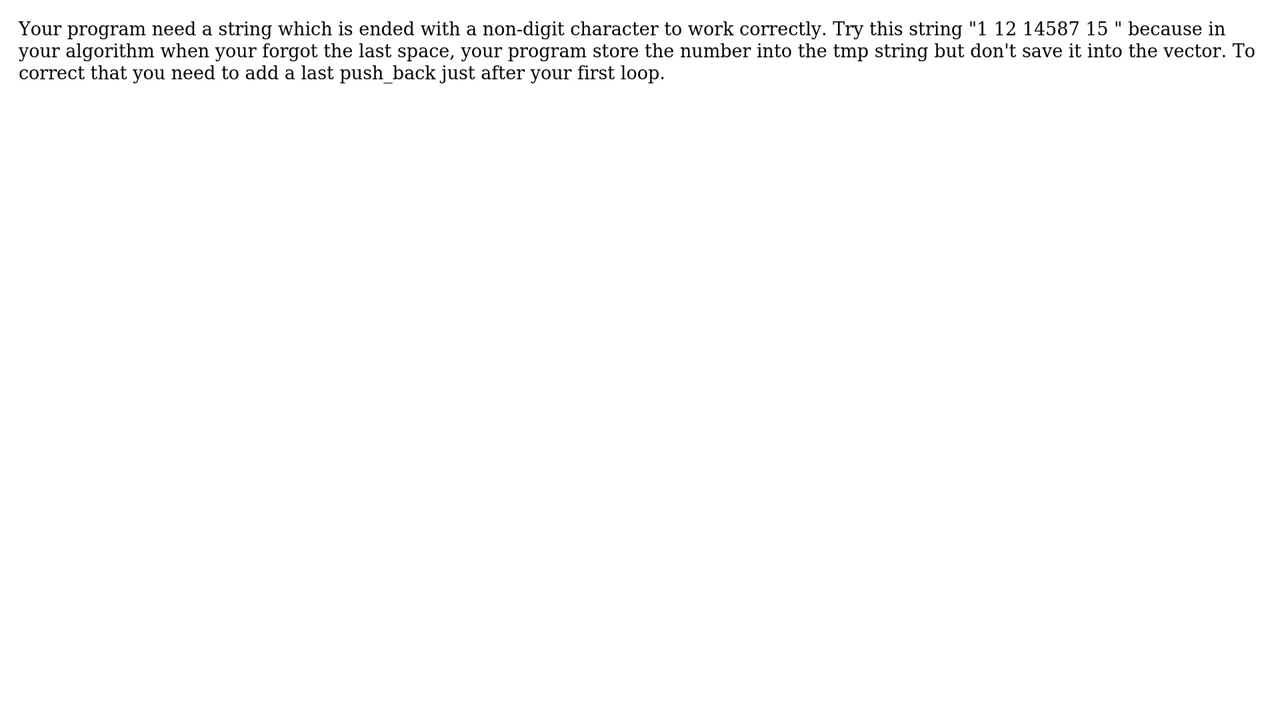 Your program need a string which is ended with a non-digit character to work correctly. Try this string "1 12 14587 15 " because in
your algorithm when your forgot the last space, your program store the number into the tmp string but don't save it into the vector. To
correct that you need to add a last push_back just after your first loop.